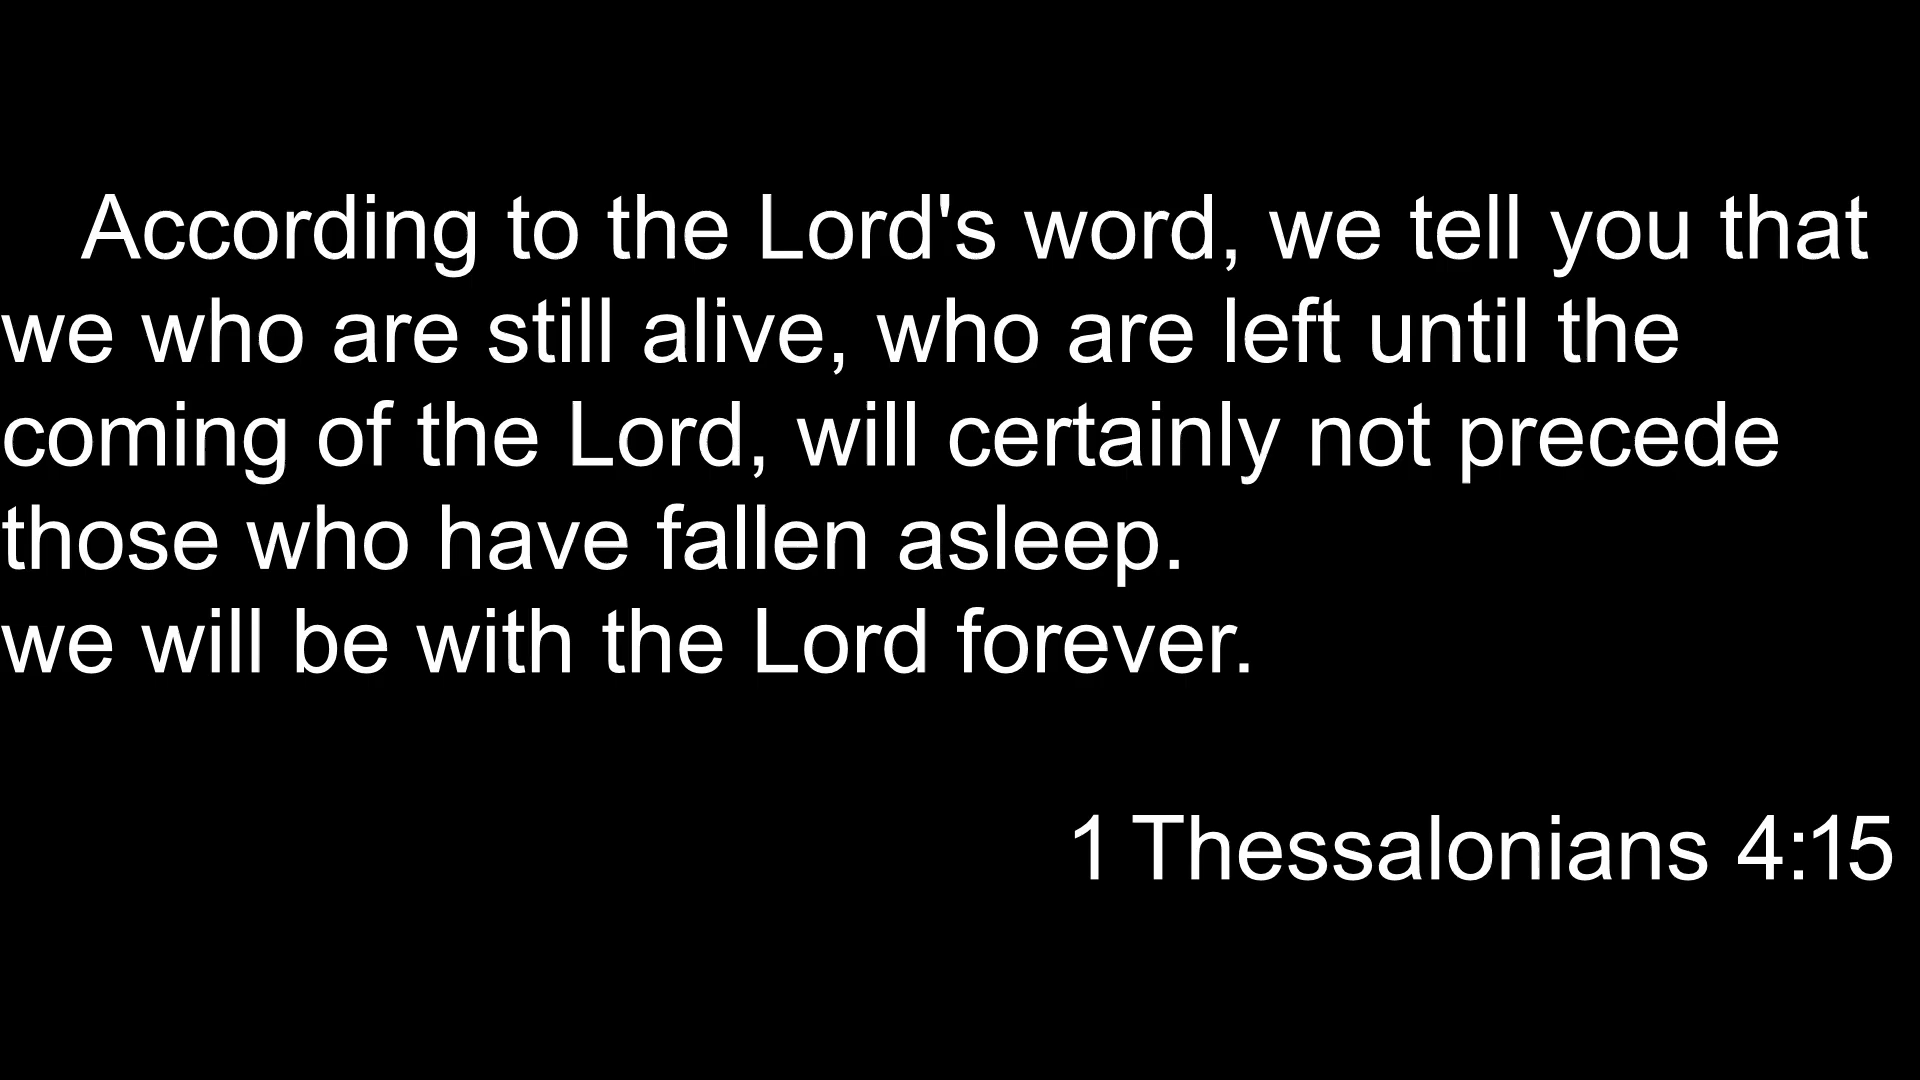 According to the Lord's word, we tell you that
we who are still alive, who are left until the
coming of the Lord, will certainly not precede
those who have fallen asleep.
we will be with the Lord forever.
1 Thessalonians 4:15